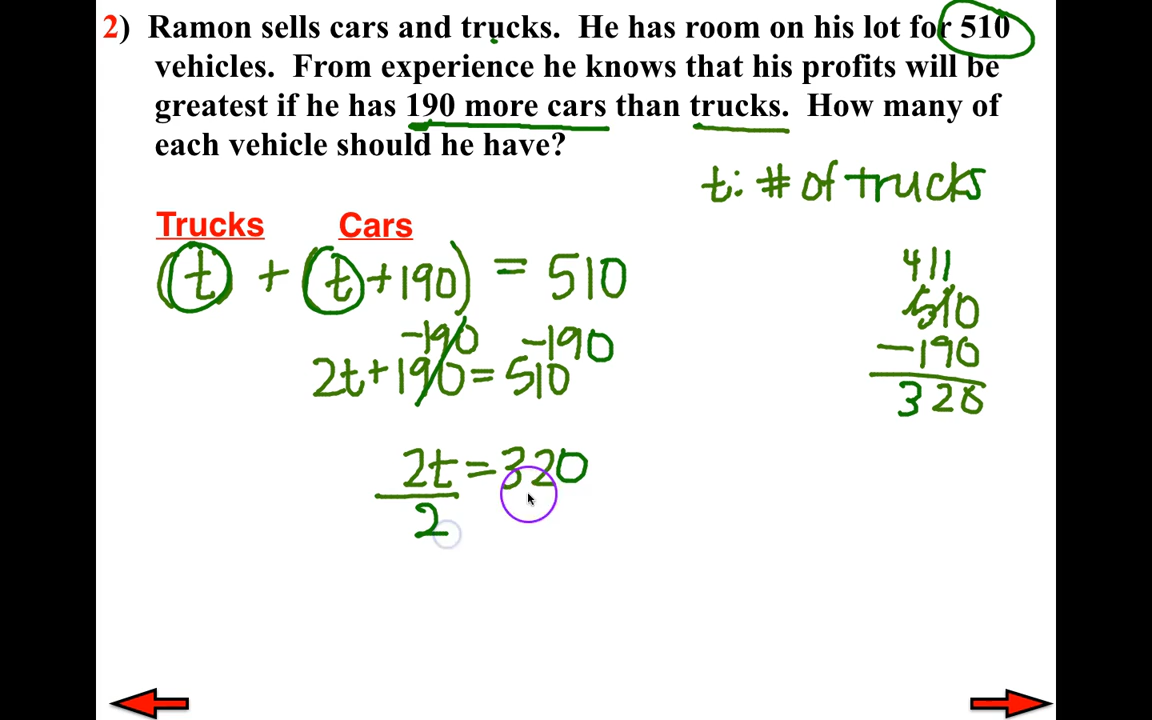 2) Ramon sells cars and trucks. He has room on his lot for 510
vehicles. From experience he knows that his profits will be
greatest if he has 190 more cars than trucks. How many of
each vehicle should he have?
t: # of trucks
Trucks Cars
(t) + (t+190) = 510
-190 -190
2t+190=510
2t=320
2
411
510
-190
320